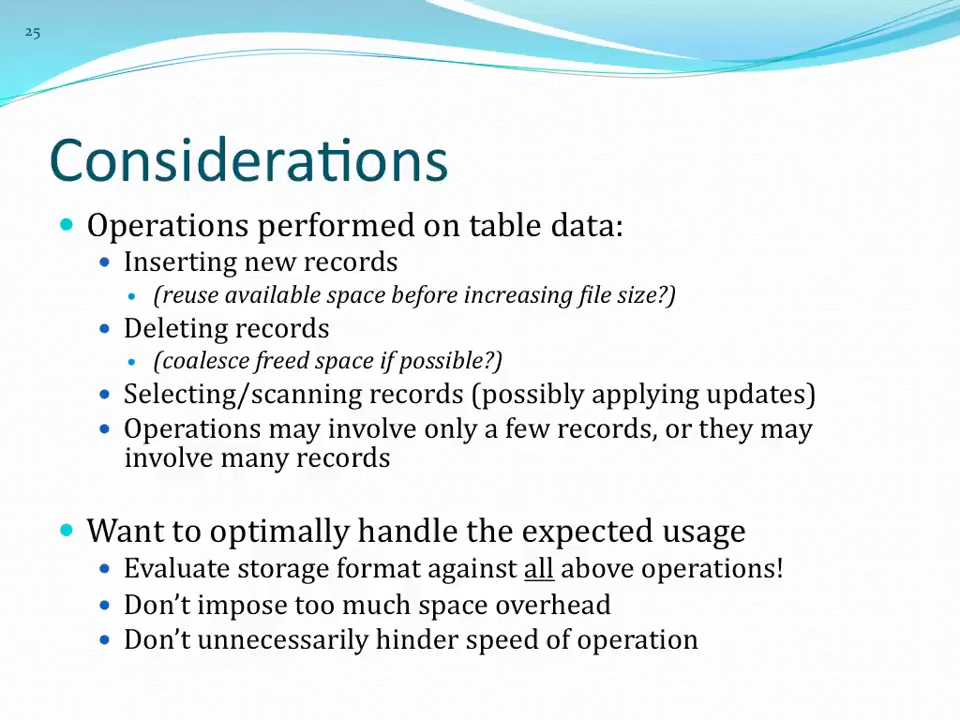 25
Considerations
• Operations performed on table data:
• Inserting new records
• (reuse available space before increasing file size?)
• Deleting records
• (coalesce freed space if possible?)
• Selecting/scanning records (possibly applying updates)
• Operations may involve only a few records, or they may
involve many records
• Want to optimally handle the expected usage
• Evaluate storage format against all above operations!
• Don’t impose too much space overhead
• Don’t unnecessarily hinder speed of operation